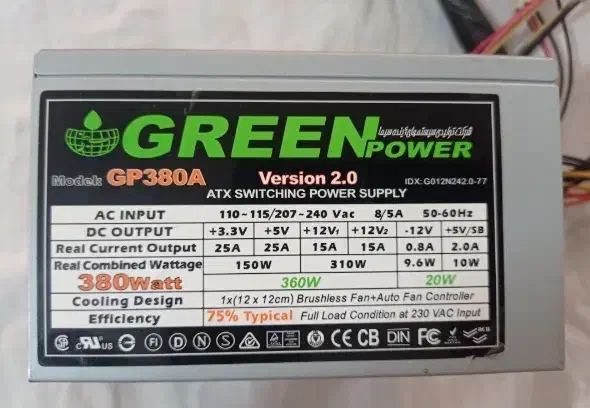 GREEN POWER
Model: GP380A Version 2.0 IDX: G012N242.0-77
ATX SWITCHING POWER SUPPLY
AC INPUT 110~115/207~240 Vac 8/5A 50-60Hz
DC OUTPUT +3.3V +5V +12V1 +12V2 -12V +5V/SB
Real Current Output 25A 25A 15A 15A 0.8A 2.0A
Real Combined Wattage 150W 310W 9.6W 10W
380watt 360W 20W
Cooling Design 1x(12 x 12cm) Brushless Fan+Auto Fan Controller
Efficiency 75% Typical Full Load Condition at 230 VAC Input
FI D N S CE CB DIN FC